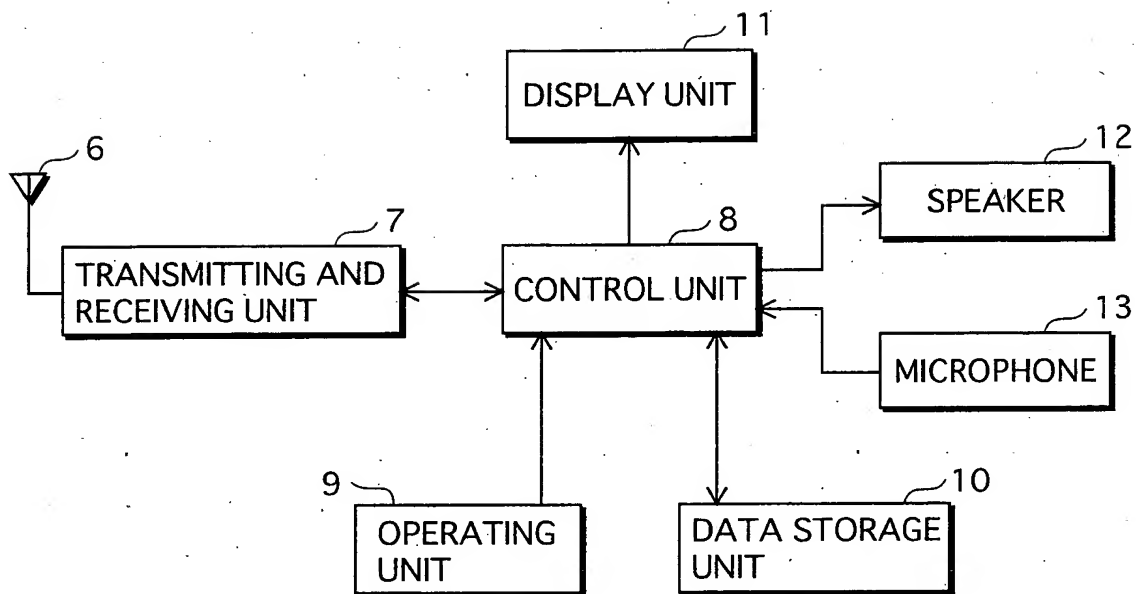 11
DISPLAY UNIT
6
12
SPEAKER
7
TRANSMITTING AND
RECEIVING UNIT
8
CONTROL UNIT
13
MICROPHONE
9
OPERATING
UNIT
10
DATA STORAGE
UNIT